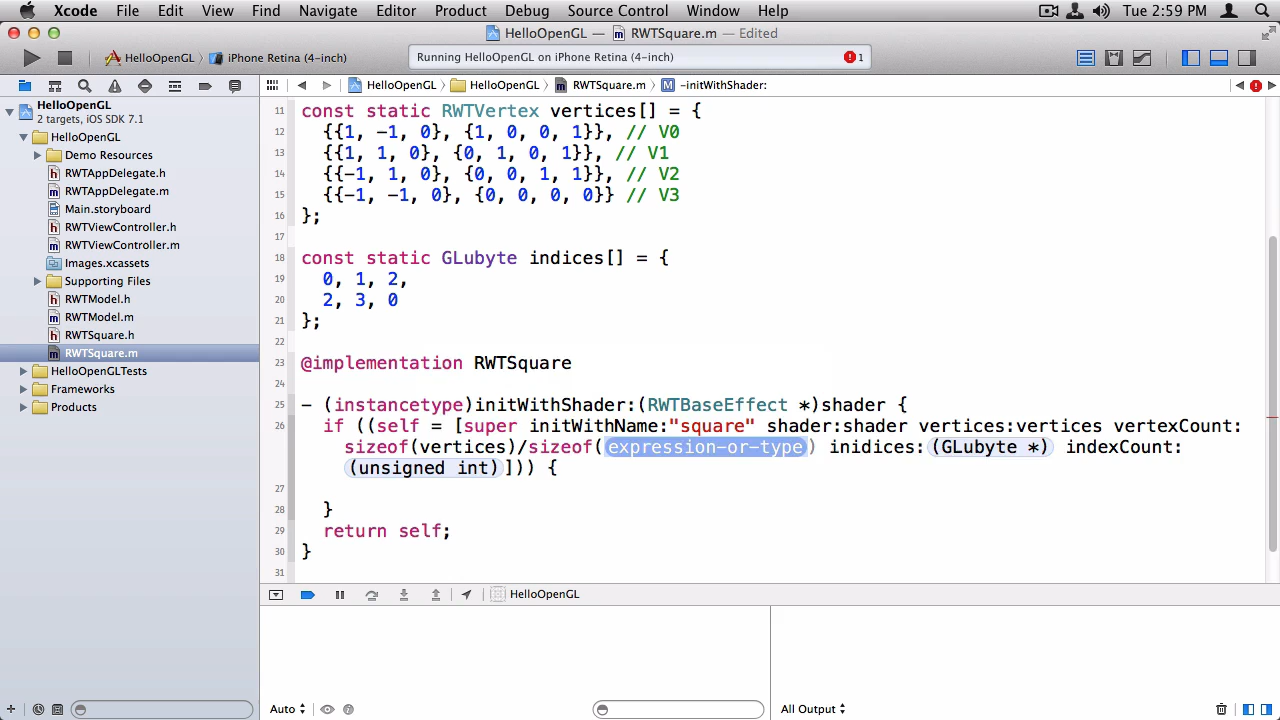 Xcode File Edit View Find Navigate Editor Product Debug Source Control Window Help Tue 2:59 PM
HelloOpenGL — RWTSquare.m — Edited
HelloOpenGL iPhone Retina (4-inch) Running HelloOpenGL on iPhone Retina (4-inch) 1
HelloOpenGL HelloOpenGL RWTSquare.m -initWithShader:
HelloOpenGL
2 targets, iOS SDK 7.1
HelloOpenGL
Demo Resources
RWTAppDelegate.h
RWTAppDelegate.m
Main.storyboard
RWTViewController.h
RWTViewController.m
Images.xcassets
Supporting Files
RWTModel.h
RWTModel.m
RWTSquare.h
RWTSquare.m
HelloOpenGLTests
Frameworks
Products
11 const static RWTVertex vertices[] = {
12 {{1, -1, 0}, {1, 0, 0, 1}}, // V0
13 {{1, 1, 0}, {0, 1, 0, 1}}, // V1
14 {{-1, 1, 0}, {0, 0, 1, 1}}, // V2
15 {{-1, -1, 0}, {0, 0, 0, 0}} // V3
16 };
17
18 const static GLubyte indices[] = {
19 0, 1, 2,
20 2, 3, 0
21 };
22
23 @implementation RWTSquare
24
25 - (instancetype)initWithShader:(RWTBaseEffect *)shader {
26 if ((self = [super initWithName:"square" shader:shader vertices:vertices vertexCount:
sizeof(vertices)/sizeof(expression-or-type) inidices:(GLubyte *) indexCount:
(unsigned int)])) {
27
28 }
29 return self;
30 }
31
HelloOpenGL
Auto All Output